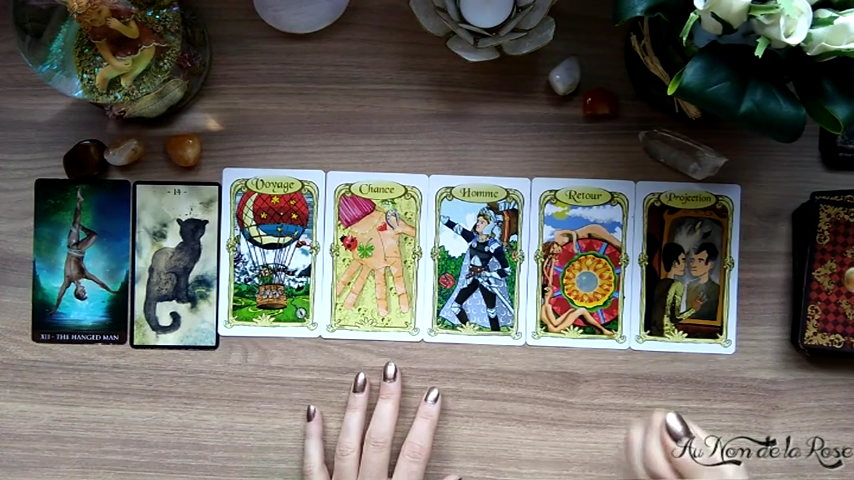 XII - THE HANGED MAN
- 14 -
Voyage
Chance
Homme
Retour
Projection
Au Nom de la Rose